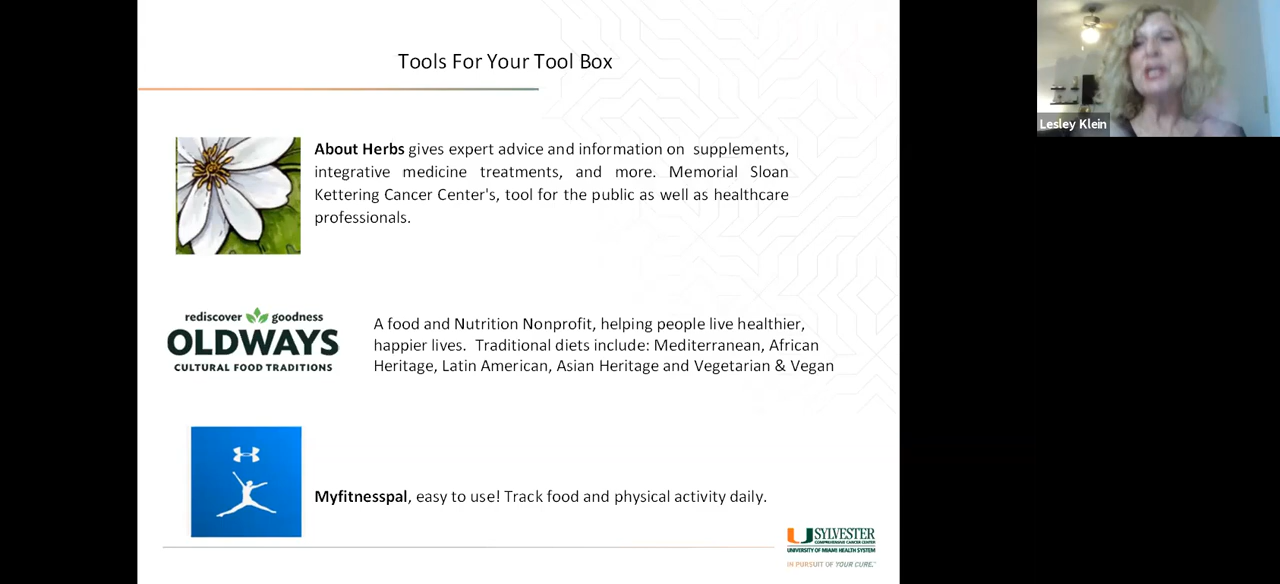 Tools For Your Tool Box
Lesley Klein
About Herbs gives expert advice and information on supplements,
integrative medicine treatments, and more. Memorial Sloan
Kettering Cancer Center's, tool for the public as well as healthcare
professionals.
rediscover goodness
OLDWAYS
CULTURAL FOOD TRADITIONS
A food and Nutrition Nonprofit, helping people live healthier,
happier lives. Traditional diets include: Mediterranean, African
Heritage, Latin American, Asian Heritage and Vegetarian & Vegan
Myfitnesspal, easy to use! Track food and physical activity daily.
SYLVESTER
COMPREHENSIVE CANCER CENTER
UNIVERSITY OF MIAMI HEALTH SYSTEM
IN PURSUIT OF YOUR CURE.™